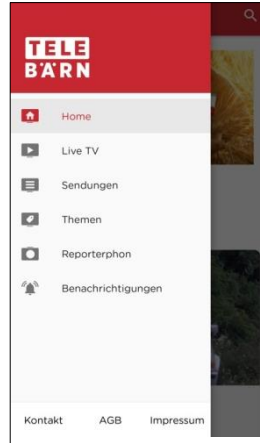 TELE
BÄRN
Home
Live TV
Sendungen
Themen
Reporterphon
Benachrichtigungen
Kontakt AGB Impressum